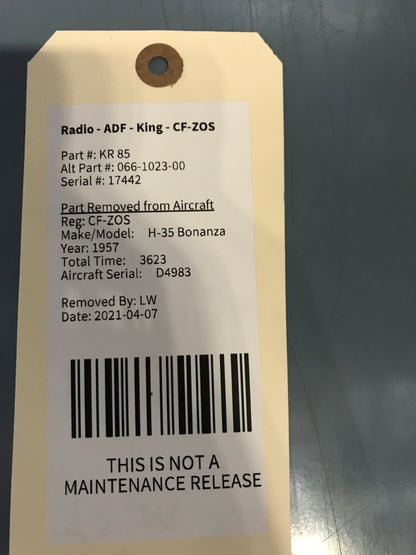 Radio - ADF - King - CF-ZOS
Part #: KR 85
Alt Part #: 066-1023-00
Serial #: 17442
Part Removed from Aircraft
Reg: CF-ZOS
Make/Model: H-35 Bonanza
Year: 1957
Total Time: 3623
Aircraft Serial: D4983
Removed By: LW
Date: 2021-04-07
THIS IS NOT A
MAINTENANCE RELEASE